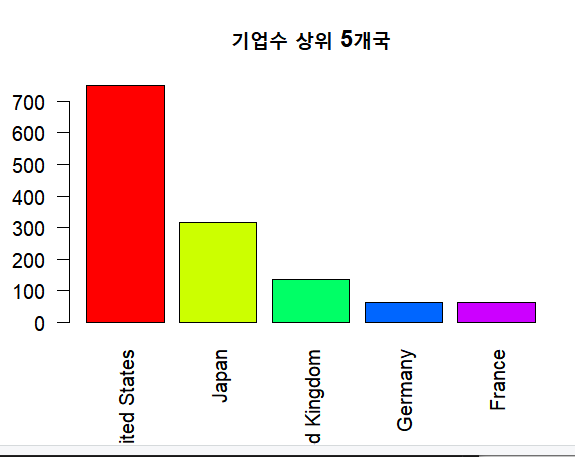 기업수 상위 5개국
700
600
500
400
300
200
100
0
ited States
Japan
d Kingdom
Germany
France